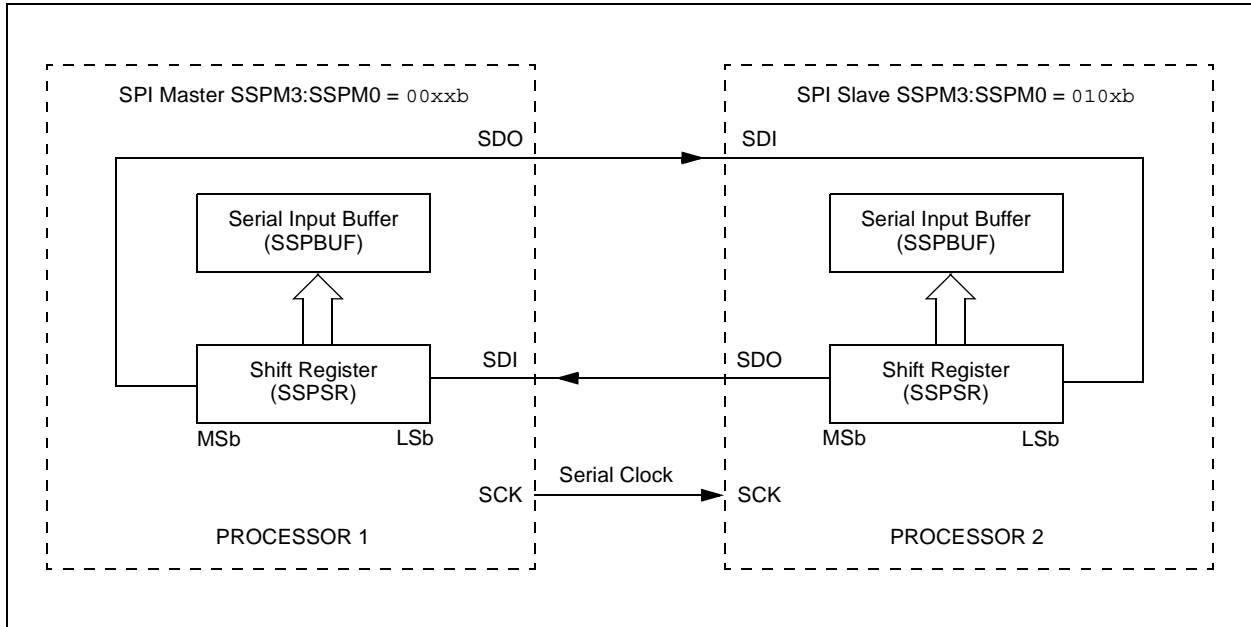 SPI Master SSPM3:SSPM0 = 00xxb
SPI Slave SSPM3:SSPM0 = 010xb
SDO
SDI
Serial Input Buffer
(SSPBUF)
Serial Input Buffer
(SSPBUF)
SDI
SDO
Shift Register
(SSPSR)
Shift Register
(SSPSR)
MSb
LSb
MSb
LSb
Serial Clock
SCK
SCK
PROCESSOR 1
PROCESSOR 2